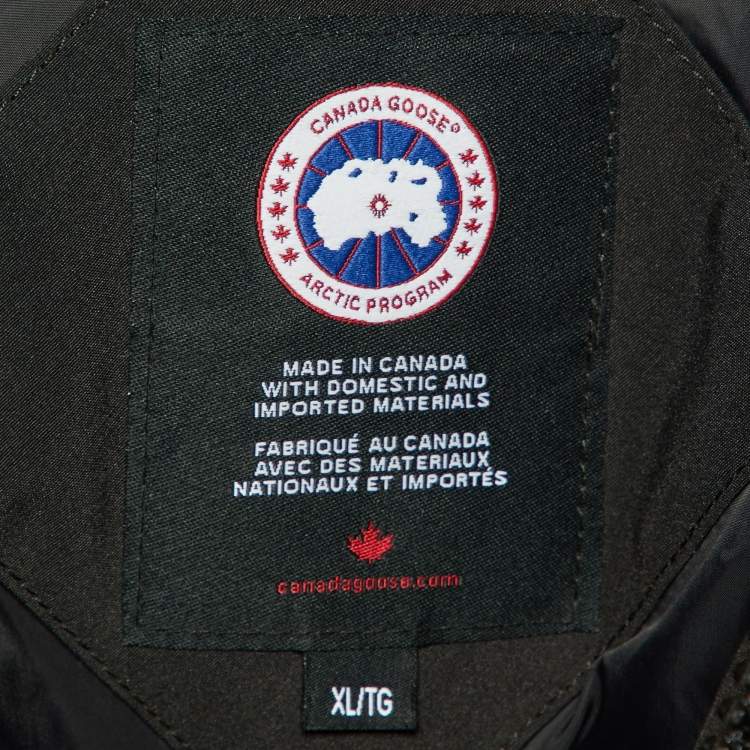 CANADA GOOSE®
ARCTIC PROGRAM
MADE IN CANADA
WITH DOMESTIC AND
IMPORTED MATERIALS
FABRIQUÉ AU CANADA
AVEC DES MATERIAUX
NATIONAUX ET IMPORTÉS
canadagoose.com
XL/TG